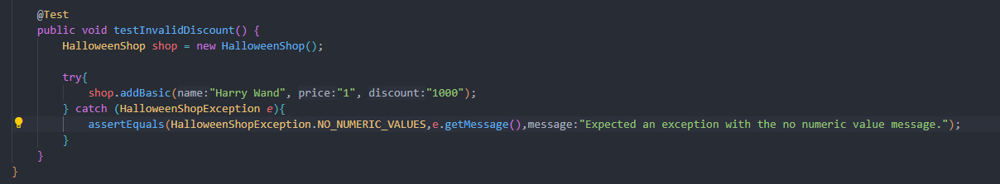 @Test
public void testInvalidDiscount() {
HalloweenShop shop = new HalloweenShop();
try{
shop.addBasic(name:"Harry Wand", price:"1", discount:"1000");
} catch (HalloweenShopException e){
assertEquals(HalloweenShopException.NO_NUMERIC_VALUES,e.getMessage(),message:"Expected an exception with the no numeric value message.");
}
}
}